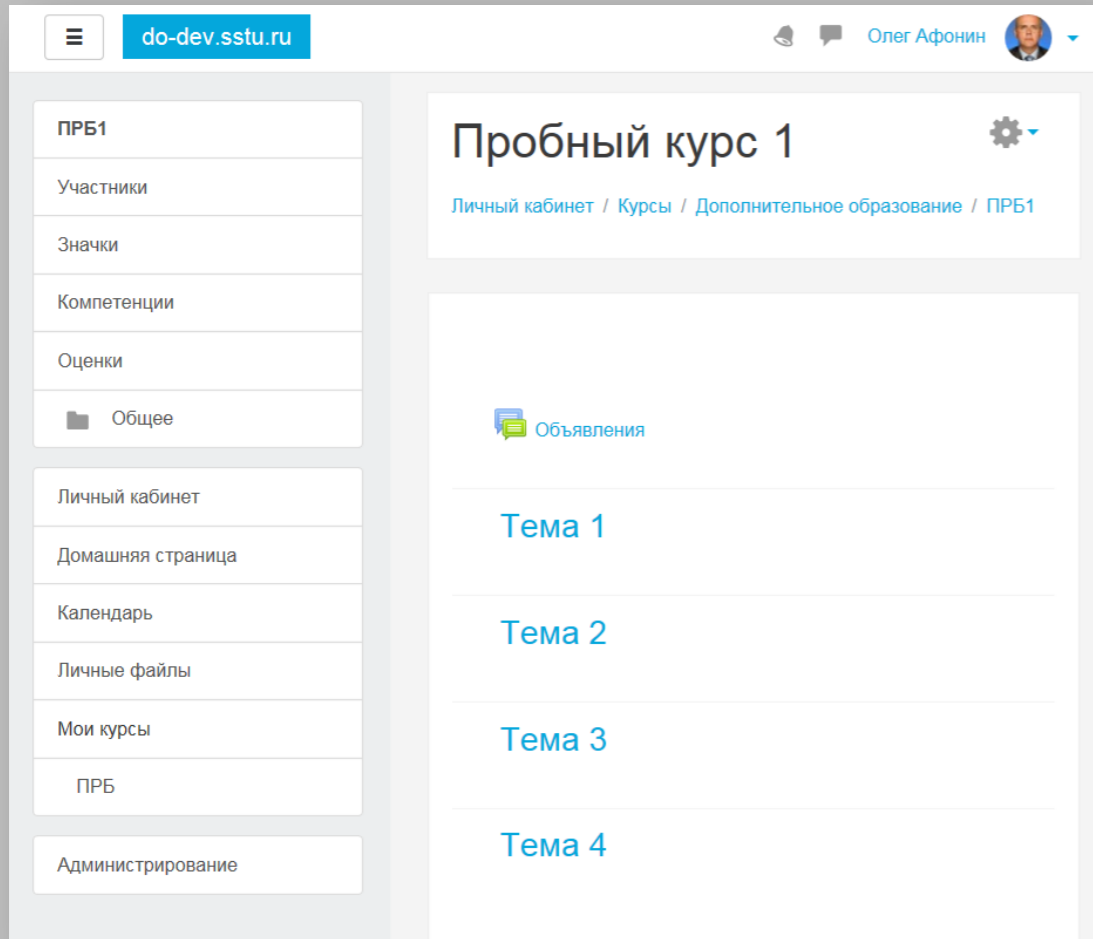 do-dev.sstu.ru
Олег Афонин
ПРБ1
Участники
Значки
Компетенции
Оценки
Общее
Личный кабинет
Домашняя страница
Календарь
Личные файлы
Мои курсы
ПРБ
Администрирование
Пробный курс 1
Личный кабинет / Курсы / Дополнительное образование / ПРБ1
Объявления
Тема 1
Тема 2
Тема 3
Тема 4